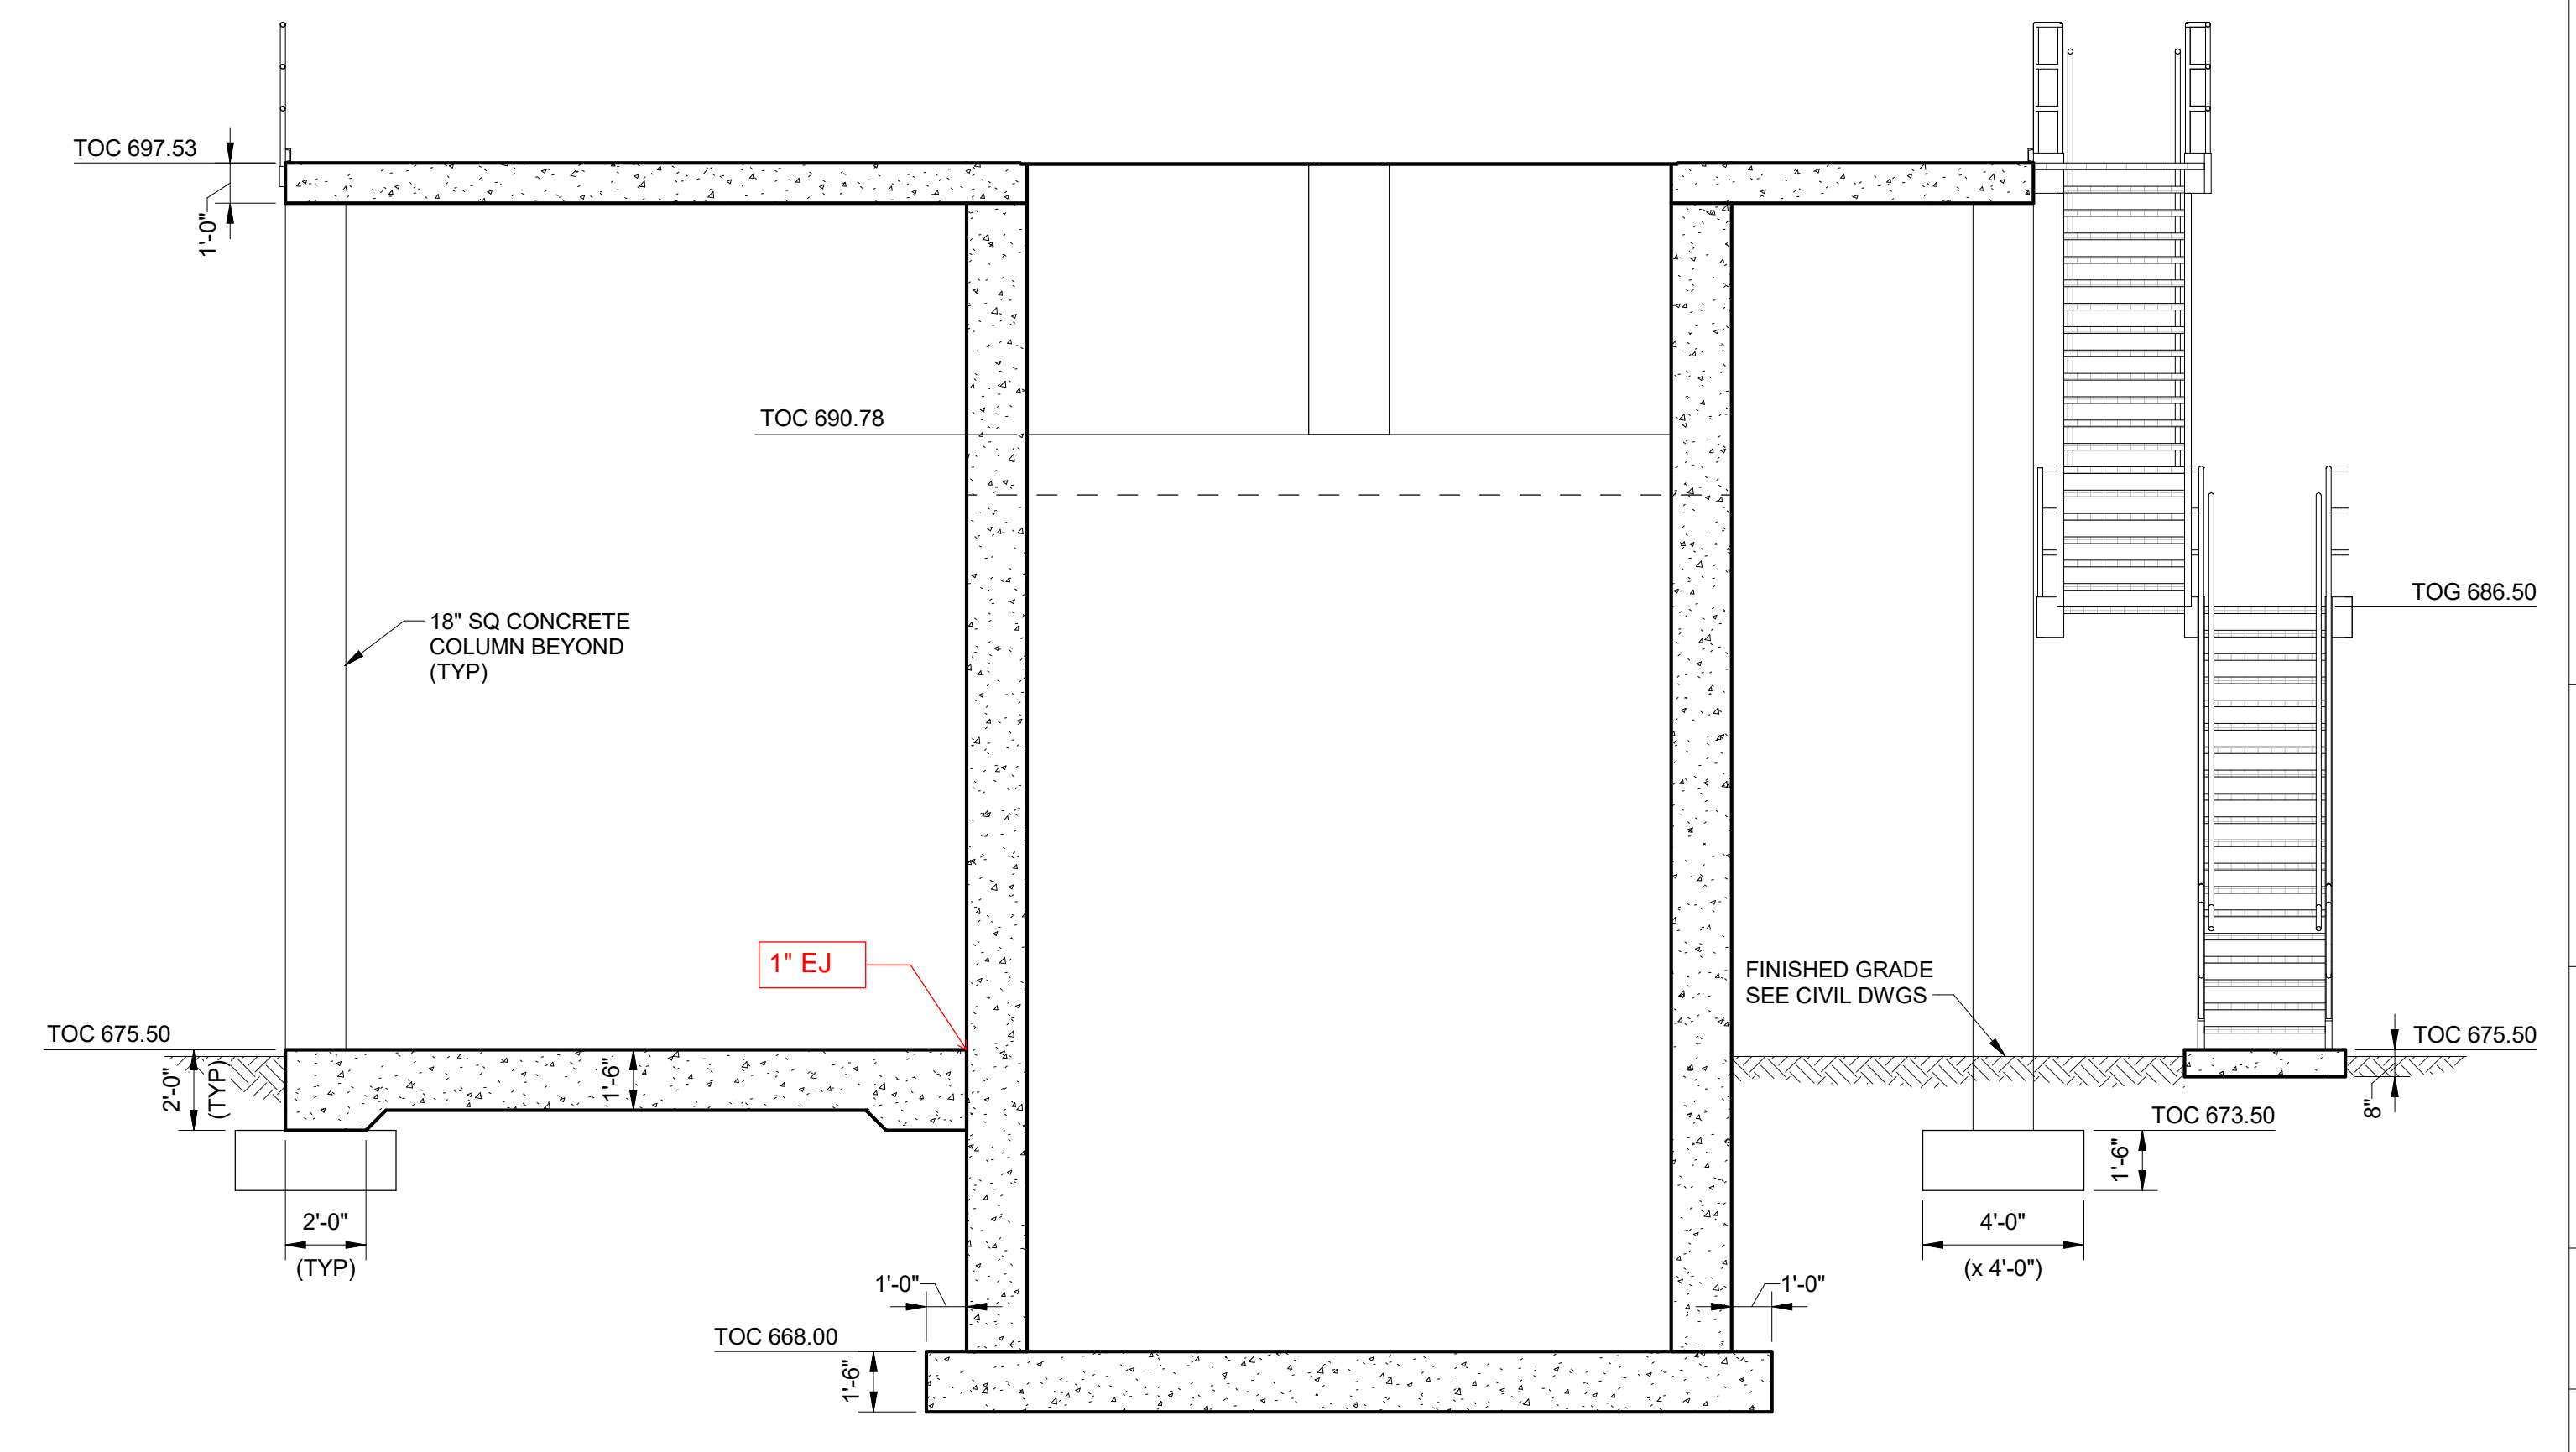 TOC 697.53
1'-0"
TOC 690.78
18" SQ CONCRETE
COLUMN BEYOND
(TYP)
TOG 686.50
1" EJ
FINISHED GRADE
SEE CIVIL DWGS
TOC 675.50
2'-0"
(TYP)
1'-6"
TOC 675.50
8"
TOC 673.50
1'-6"
2'-0"
(TYP)
4'-0"
(x 4'-0")
1'-0"
1'-0"
TOC 668.00
1'-6"